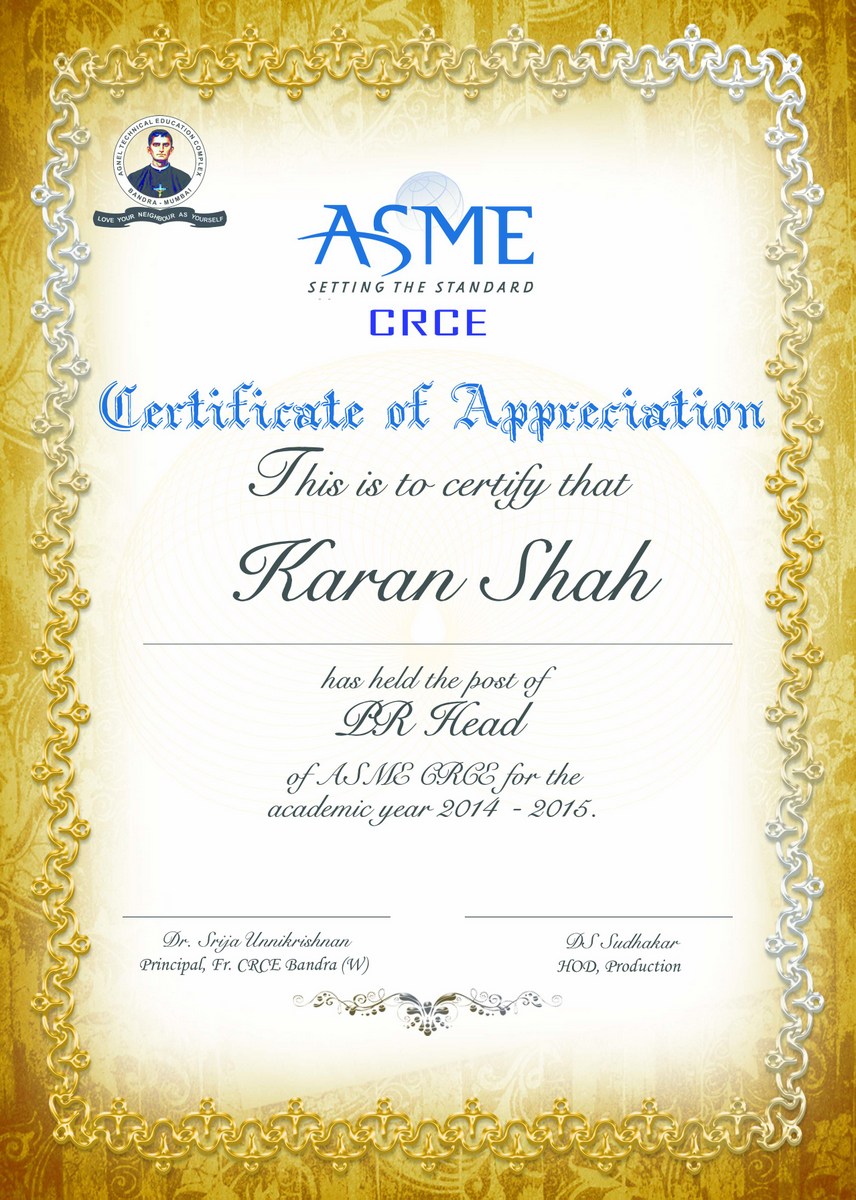 AGNEL TECHNICAL EDUCATION COMPLEX
BANDRA - MUMBAI
LOVE YOUR NEIGHBOUR AS YOURSELF
ASME
SETTING THE STANDARD
CRCE
Certificate of Appreciation
This is to certify that
Karan Shah
has held the post of
PR Head
of ASME CRCE for the
academic year 2014 - 2015.
Dr. Srija Unnikrishnan
Principal, Fr. CRCE Bandra (W)
DS Sudhakar
HOD, Production